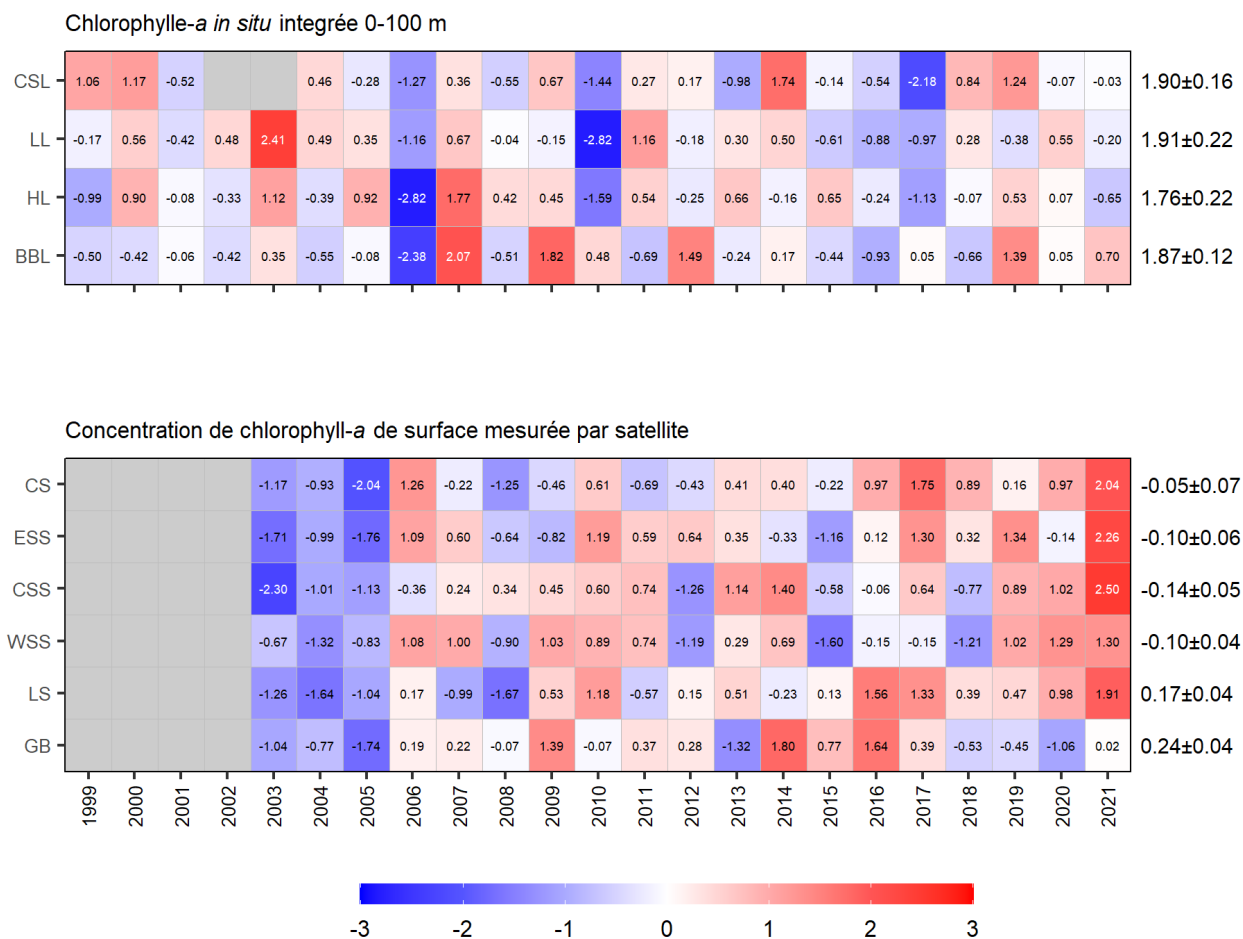 Chlorophylle-a in situ integrée 0-100 m
CSL 1.06 1.17 -0.52 0.46 -0.28 -1.27 0.36 -0.55 0.67 -1.44 0.27 0.17 -0.98 1.74 -0.14 -0.54 -2.18 0.84 1.24 -0.07 -0.03 1.90±0.16
LL -0.17 0.56 -0.42 0.48 2.41 0.49 0.35 -1.16 0.67 -0.04 -0.15 -2.82 1.16 -0.18 0.30 0.50 -0.61 -0.88 -0.97 0.28 -0.38 0.55 -0.20 1.91±0.22
HL -0.99 0.90 -0.08 -0.33 1.12 -0.39 0.92 -2.82 1.77 0.42 0.45 -1.59 0.54 -0.25 0.66 -0.16 0.65 -0.24 -1.13 -0.07 0.53 0.07 -0.65 1.76±0.22
BBL -0.50 -0.42 -0.06 -0.42 0.35 -0.55 -0.08 -2.38 2.07 -0.51 1.82 0.48 -0.69 1.49 -0.24 0.17 -0.44 -0.93 0.05 -0.66 1.39 0.05 0.70 1.87±0.12
Concentration de chlorophyll-a de surface mesurée par satellite
CS -1.17 -0.93 -2.04 1.26 -0.22 -1.25 -0.46 0.61 -0.69 -0.43 0.41 0.40 -0.22 0.97 1.75 0.89 0.16 0.97 2.04 -0.05±0.07
ESS -1.71 -0.99 -1.76 1.09 0.60 -0.64 -0.82 1.19 0.59 0.64 0.35 -0.33 -1.16 0.12 1.30 0.32 1.34 -0.14 2.26 -0.10±0.06
CSS -2.30 -1.01 -1.13 -0.36 0.24 0.34 0.45 0.60 0.74 -1.26 1.14 1.40 -0.58 -0.06 0.64 -0.77 0.89 1.02 2.50 -0.14±0.05
WSS -0.67 -1.32 -0.83 1.08 1.00 -0.90 1.03 0.89 0.74 -1.19 0.29 0.69 -1.60 -0.15 -0.15 -1.21 1.02 1.29 1.30 -0.10±0.04
LS -1.26 -1.64 -1.04 0.17 -0.99 -1.67 0.53 1.18 -0.57 0.15 0.51 -0.23 0.13 1.56 1.33 0.39 0.47 0.98 1.91 0.17±0.04
GB -1.04 -0.77 -1.74 0.19 0.22 -0.07 1.39 -0.07 0.37 0.28 -1.32 1.80 0.77 1.64 0.39 -0.53 -0.45 -1.06 0.02 0.24±0.04
1999 2000 2001 2002 2003 2004 2005 2006 2007 2008 2009 2010 2011 2012 2013 2014 2015 2016 2017 2018 2019 2020 2021
-3 -2 -1 0 1 2 3